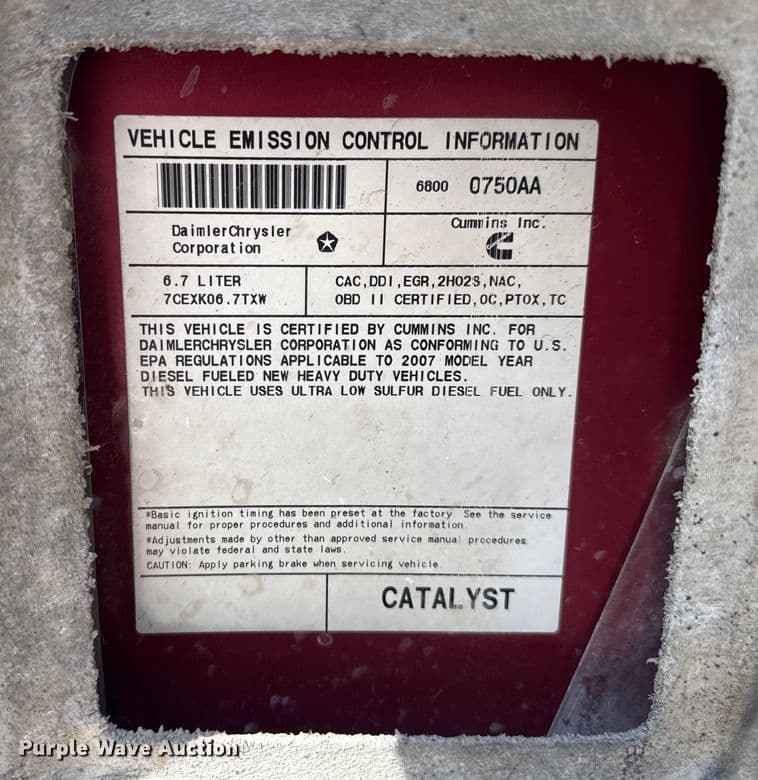 VEHICLE EMISSION CONTROL INFORMATION
6800 0750AA
DaimlerChrysler
Corporation
Cummins Inc.
6.7 LITER
7CEXK06.7TXW
CAC,DDI,EGR,2HO2S,NAC,
OBD II CERTIFIED,OC,PTOX,TC
THIS VEHICLE IS CERTIFIED BY CUMMINS INC. FOR
DAIMLERCHRYSLER CORPORATION AS CONFORMING TO U.S.
EPA REGULATIONS APPLICABLE TO 2007 MODEL YEAR
DIESEL FUELED NEW HEAVY DUTY VEHICLES.
THIS VEHICLE USES ULTRA LOW SULFUR DIESEL FUEL ONLY.
*Basic ignition timing has been preset at the factory. See the service
manual for proper procedures and additional information
*Adjustments made by other than approved service manual procedures
may violate federal and state laws.
CAUTION: Apply parking brake when servicing vehicle.
CATALYST
Purple Wave Auction